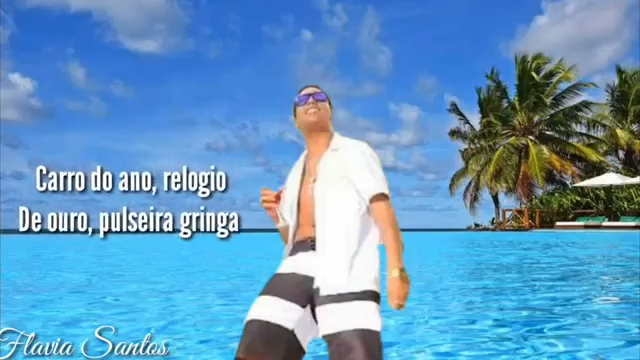 Carro do ano, relogio
De ouro, pulseira gringa
Flavia Santos